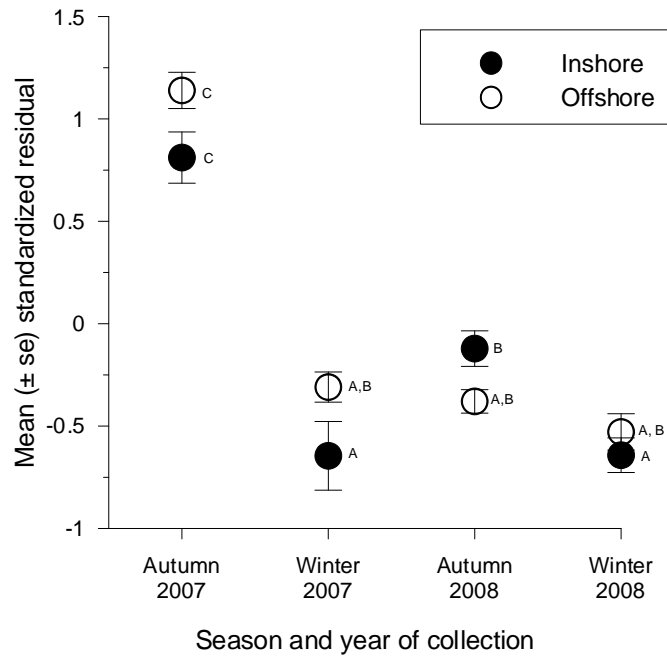 Mean (± se) standardized residual
1.5
1
0.5
0
-0.5
-1
Inshore
Offshore
C
C
A,B
A
B
A,B
A, B
A
Autumn
2007
Winter
2007
Autumn
2008
Winter
2008
Season and year of collection